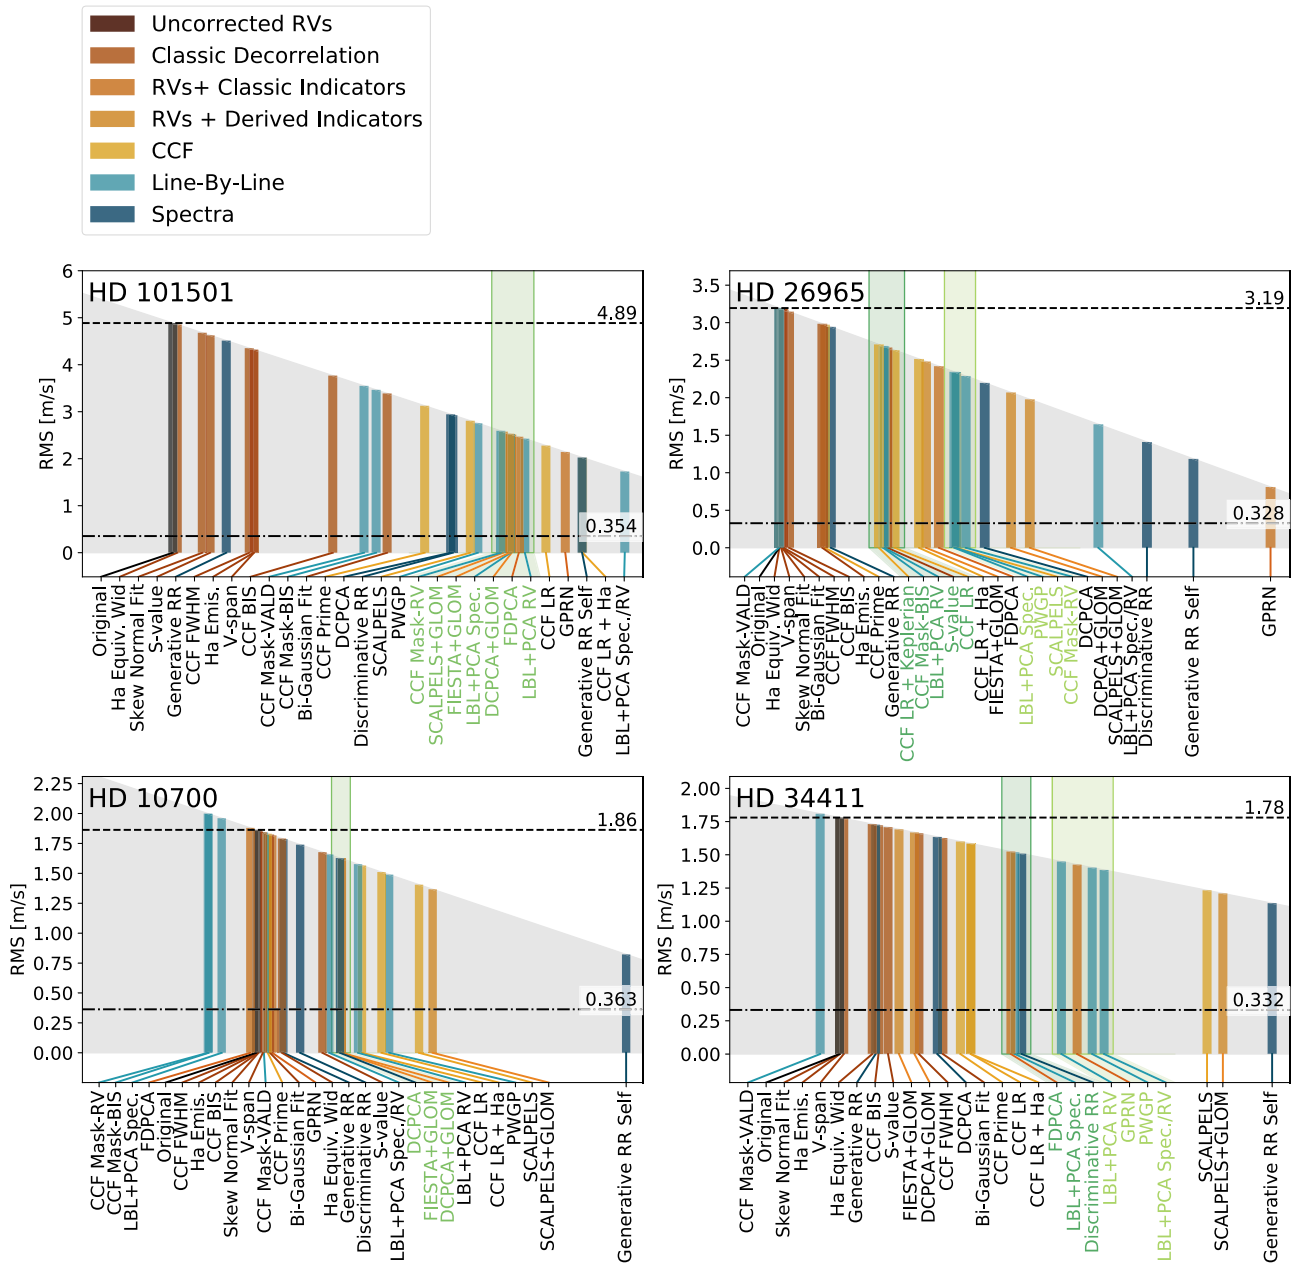 Uncorrected RVs
Classic Decorrelation
RVs+ Classic Indicators
RVs + Derived Indicators
CCF
Line-By-Line
Spectra
HD 101501
RMS [m/s]
6
5
4
3
2
1
0
4.89
0.354
Original
Ha Equiv. Wid
Skew Normal Fit
S-value
Generative RR
CCF FWHM
Ha Emis.
V-span
CCF BIS
CCF Mask-VALD
CCF Mask-BIS
Bi-Gaussian Fit
CCF Prime
DCPCA
Discriminative RR
SCALPELS
PWGP
CCF Mask-RV
SCALPELS+GLOM
FIESTA+GLOM
LBL+PCA Spec.
DCPCA+GLOM
FDPCA
LBL+PCA RV
CCF LR
GPRN
Generative RR Self
CCF LR + Ha
LBL+PCA Spec./RV
HD 26965
RMS [m/s]
3.5
3.0
2.5
2.0
1.5
1.0
0.5
0.0
3.19
0.328
CCF Mask-VALD
Original
Ha Equiv. Wid
V-span
Skew Normal Fit
Bi-Gaussian Fit
CCF FWHM
CCF BIS
Ha Emis.
CCF Prime
Generative RR
CCF LR + Keplerian
CCF Mask-BIS
LBL+PCA RV
S-value
CCF LR
CCF LR + Ha
FIESTA+GLOM
FDPCA
LBL+PCA Spec.
PWGP
SCALPELS
CCF Mask-RV
DCPCA
DCPCA+GLOM
SCALPELS+GLOM
LBL+PCA Spec./RV
Discriminative RR
Generative RR Self
GPRN
HD 10700
RMS [m/s]
2.25
2.00
1.75
1.50
1.25
1.00
0.75
0.50
0.25
0.00
1.86
0.363
CCF Mask-RV
CCF Mask-BIS
LBL+PCA Spec.
FDPCA
Original
CCF FWHM
Ha Emis.
CCF BIS
Skew Normal Fit
V-span
CCF Mask-VALD
CCF Prime
Bi-Gaussian Fit
GPRN
Ha Equiv. Wid
Generative RR
Discriminative RR
S-value
LBL+PCA Spec./RV
DCPCA
FIESTA+GLOM
DCPCA+GLOM
LBL+PCA RV
CCF LR
CCF LR + Ha
PWGP
SCALPELS
SCALPELS+GLOM
Generative RR Self
HD 34411
RMS [m/s]
2.00
1.75
1.50
1.25
1.00
0.75
0.50
0.25
0.00
1.78
0.332
CCF Mask-VALD
Original
Skew Normal Fit
Ha Emis.
V-span
Ha Equiv. Wid
Generative RR
CCF BIS
S-value
FIESTA+GLOM
DCPCA+GLOM
CCF FWHM
DCPCA
Bi-Gaussian Fit
CCF Prime
CCF LR
CCF LR + Ha
FDPCA
LBL+PCA Spec.
Discriminative RR
LBL+PCA RV
GPRN
PWGP
LBL+PCA Spec./RV
SCALPELS
SCALPELS+GLOM
Generative RR Self